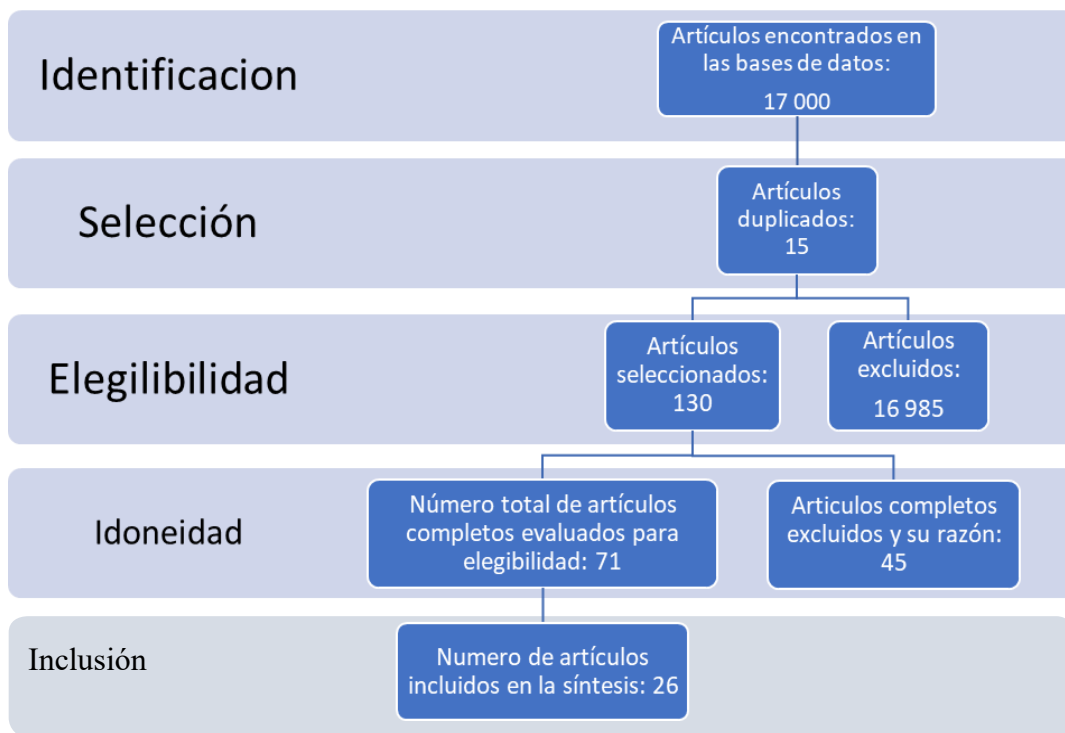 Identificacion
Artículos encontrados en
las bases de datos:
17 000
Selección
Artículos
duplicados:
15
Elegilibilidad
Artículos
seleccionados:
130
Artículos
excluidos:
16 985
Idoneidad
Número total de artículos
completos evaluados para
elegibilidad: 71
Articulos completos
excluidos y su razón:
45
Inclusión
Numero de artículos
incluidos en la síntesis: 26